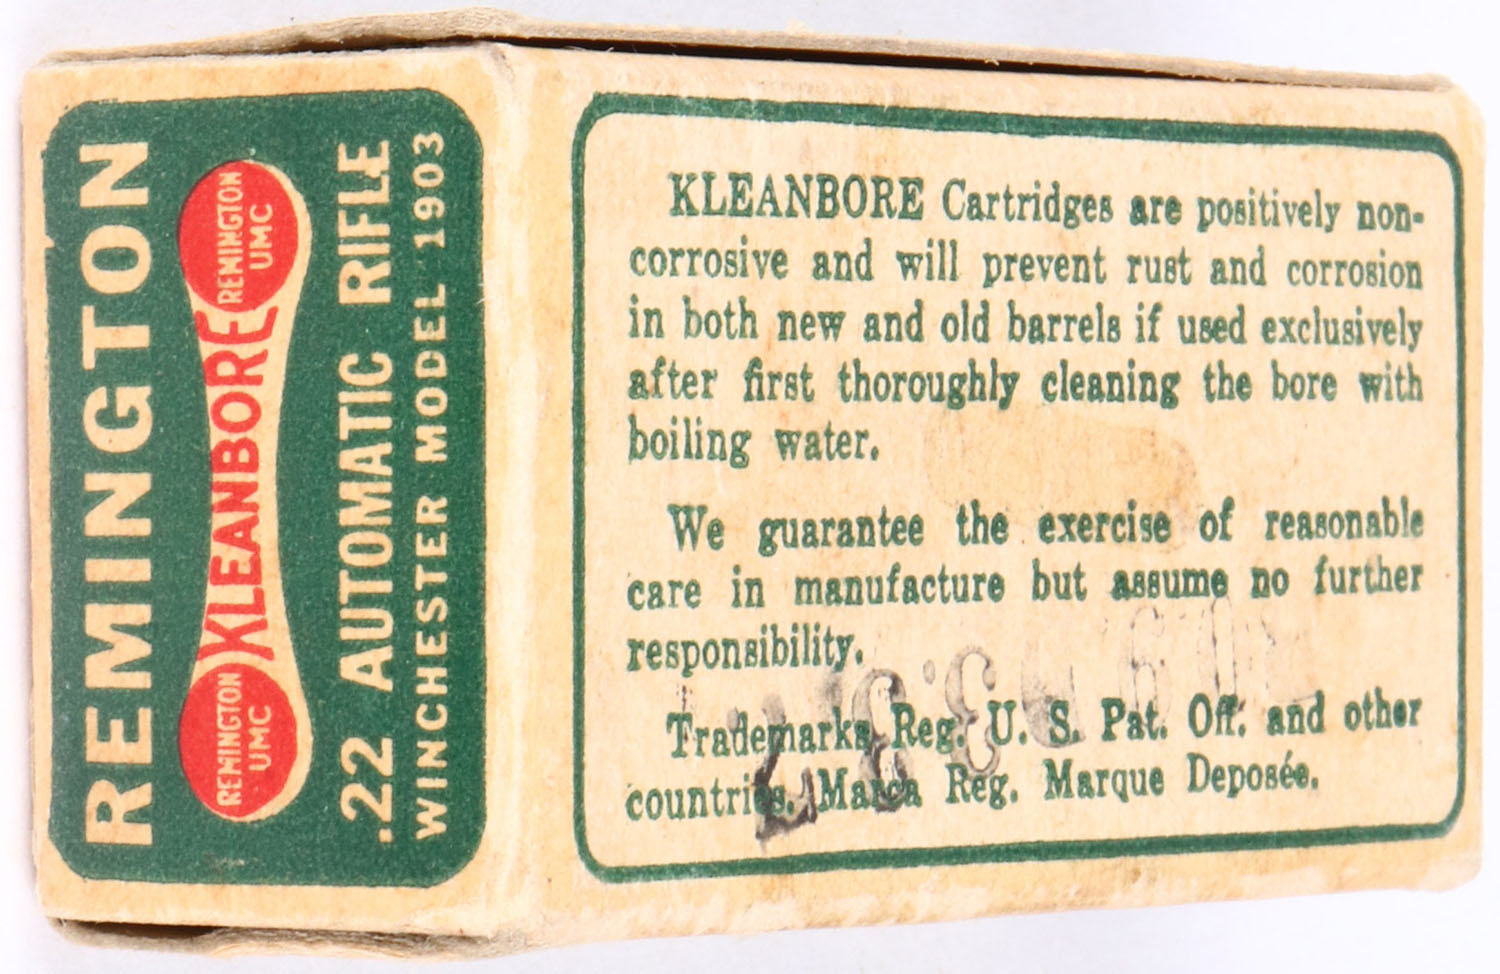 REMINGTON
REMINGTON
UMC
KLEANBORE
REMINGTON
UMC
.22 AUTOMATIC RIFLE
WINCHESTER MODEL 1903
KLEANBORE Cartridges are positively non-
corrosive and will prevent rust and corrosion
in both new and old barrels if used exclusively
after first thoroughly cleaning the bore with
boiling water.
We guarantee the exercise of reasonable
care in manufacture but assume no further
responsibility.
Trademarks Reg. U. S. Pat. Off. and other
countries. Marca Reg. Marque Deposée.